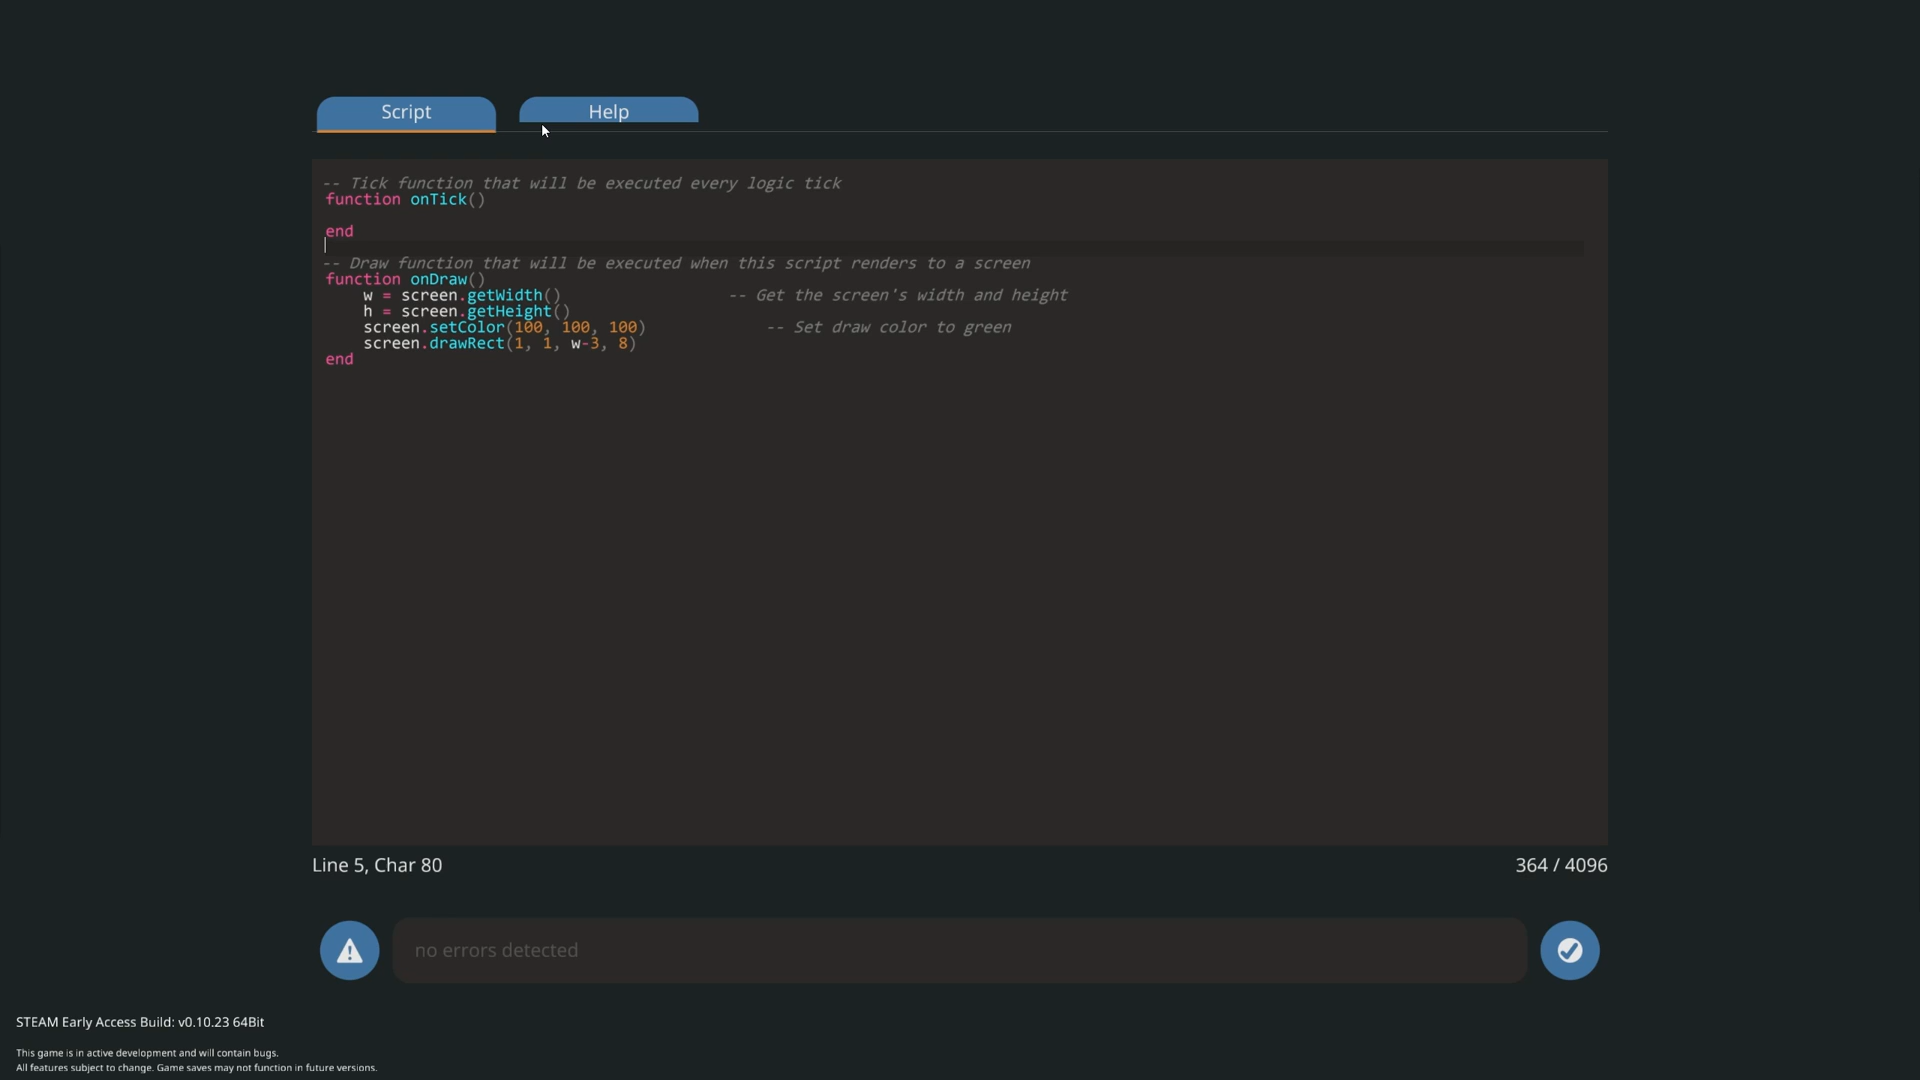 Script
Help
-- Tick function that will be executed every logic tick
function onTick()
end
-- Draw function that will be executed when this script renders to a screen
function onDraw()
w = screen.getWidth() -- Get the screen's width and height
h = screen.getHeight()
screen.setColor(100, 100, 100) -- Set draw color to green
screen.drawRect(1, 1, w-3, 8)
end
Line 5, Char 80
364 / 4096
no errors detected
STEAM Early Access Build: v0.10.23 64Bit
This game is in active development and will contain bugs.
All features subject to change. Game saves may not function in future versions.